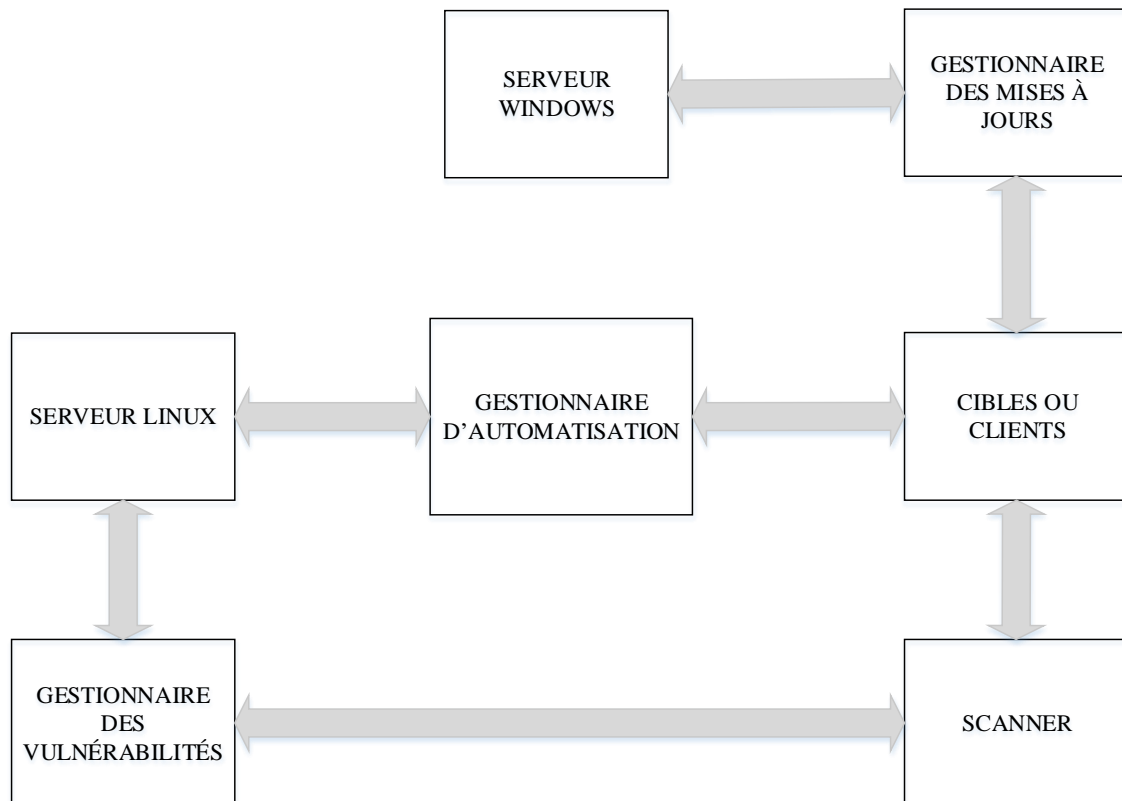 SERVEUR
WINDOWS
GESTIONNAIRE
DES MISES À
JOURS
SERVEUR LINUX
GESTIONNAIRE
D’AUTOMATISATION
CIBLES OU
CLIENTS
GESTIONNAIRE
DES
VULNÉRABILITÉS
SCANNER